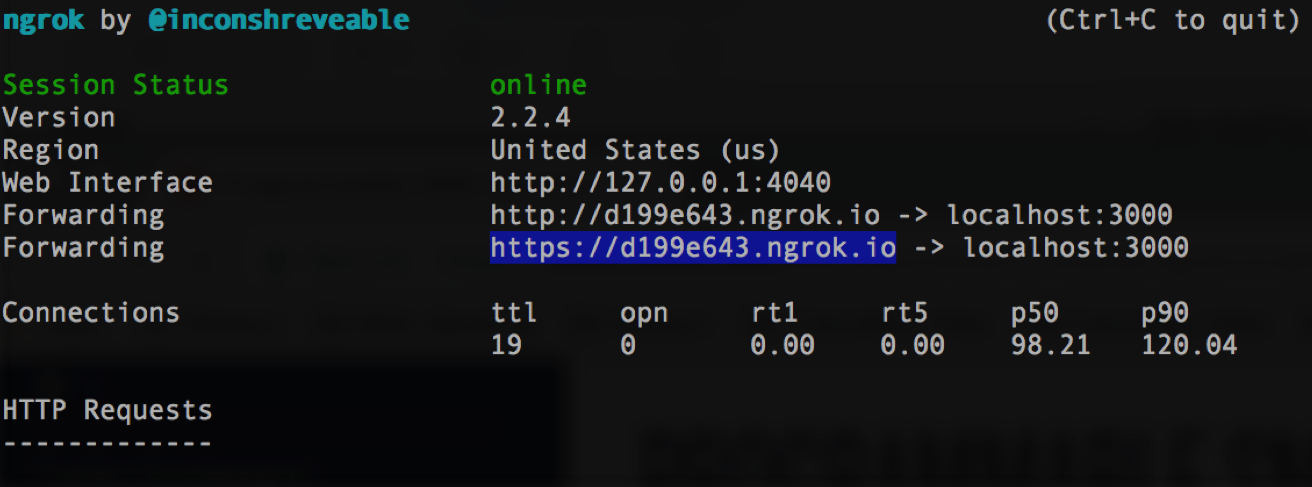 ngrok by @inconshreveable (Ctrl+C to quit)
Session Status online
Version 2.2.4
Region United States (us)
Web Interface http://127.0.0.1:4040
Forwarding http://d199e643.ngrok.io -> localhost:3000
Forwarding https://d199e643.ngrok.io -> localhost:3000
Connections ttl opn rt1 rt5 p50 p90
19 0 0.00 0.00 98.21 120.04
HTTP Requests
-------------